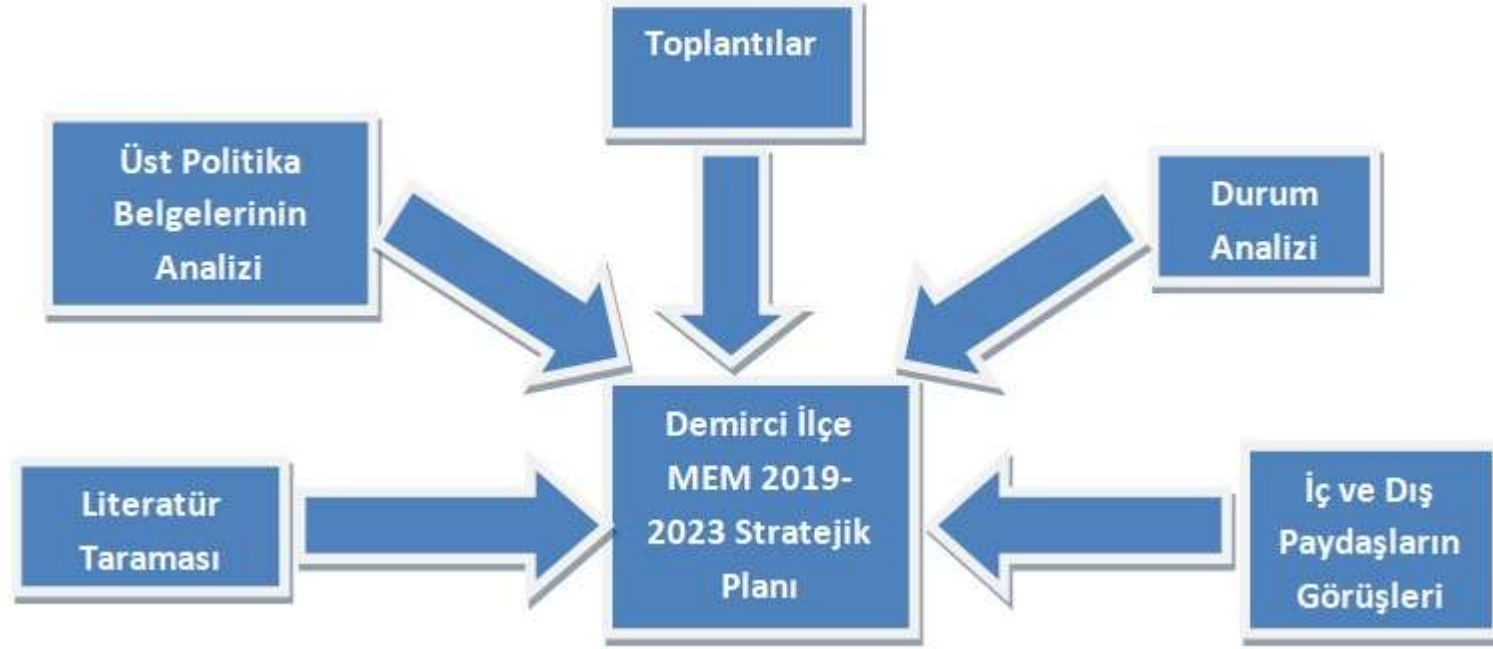 Toplantılar
Üst Politika
Belgelerinin
Analizi
Durum
Analizi
Demirci İlçe
MEM 2019-
2023 Stratejik
Planı
Literatür
Taraması
İç ve Dış
Paydaşların
Görüşleri